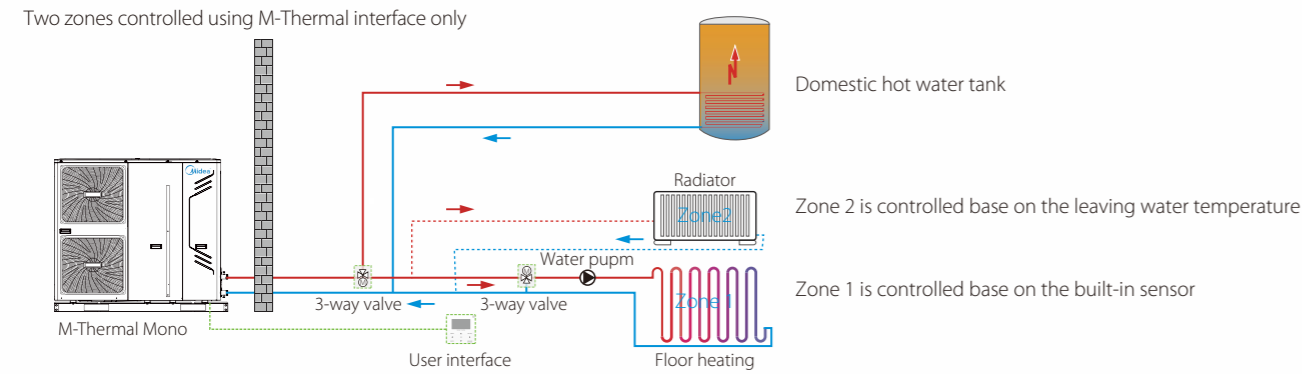 Two zones controlled using M-Thermal interface only
Domestic hot water tank
Midea
Radiator
Zone2
Zone 2 is controlled base on the leaving water temperature
Water pupm
Zone 1
Zone 1 is controlled base on the built-in sensor
3-way valve
3-way valve
M-Thermal Mono
User interface
Floor heating